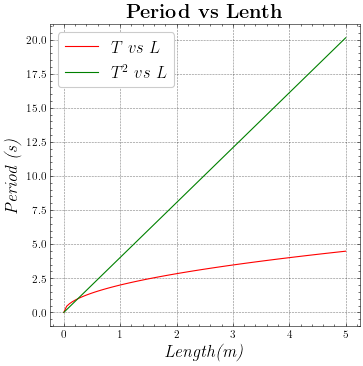 Period vs Lenth
T vs L
T² vs L
Period (s)
20.0
17.5
15.0
12.5
10.0
7.5
5.0
2.5
0.0
0 1 2 3 4 5
Length(m)